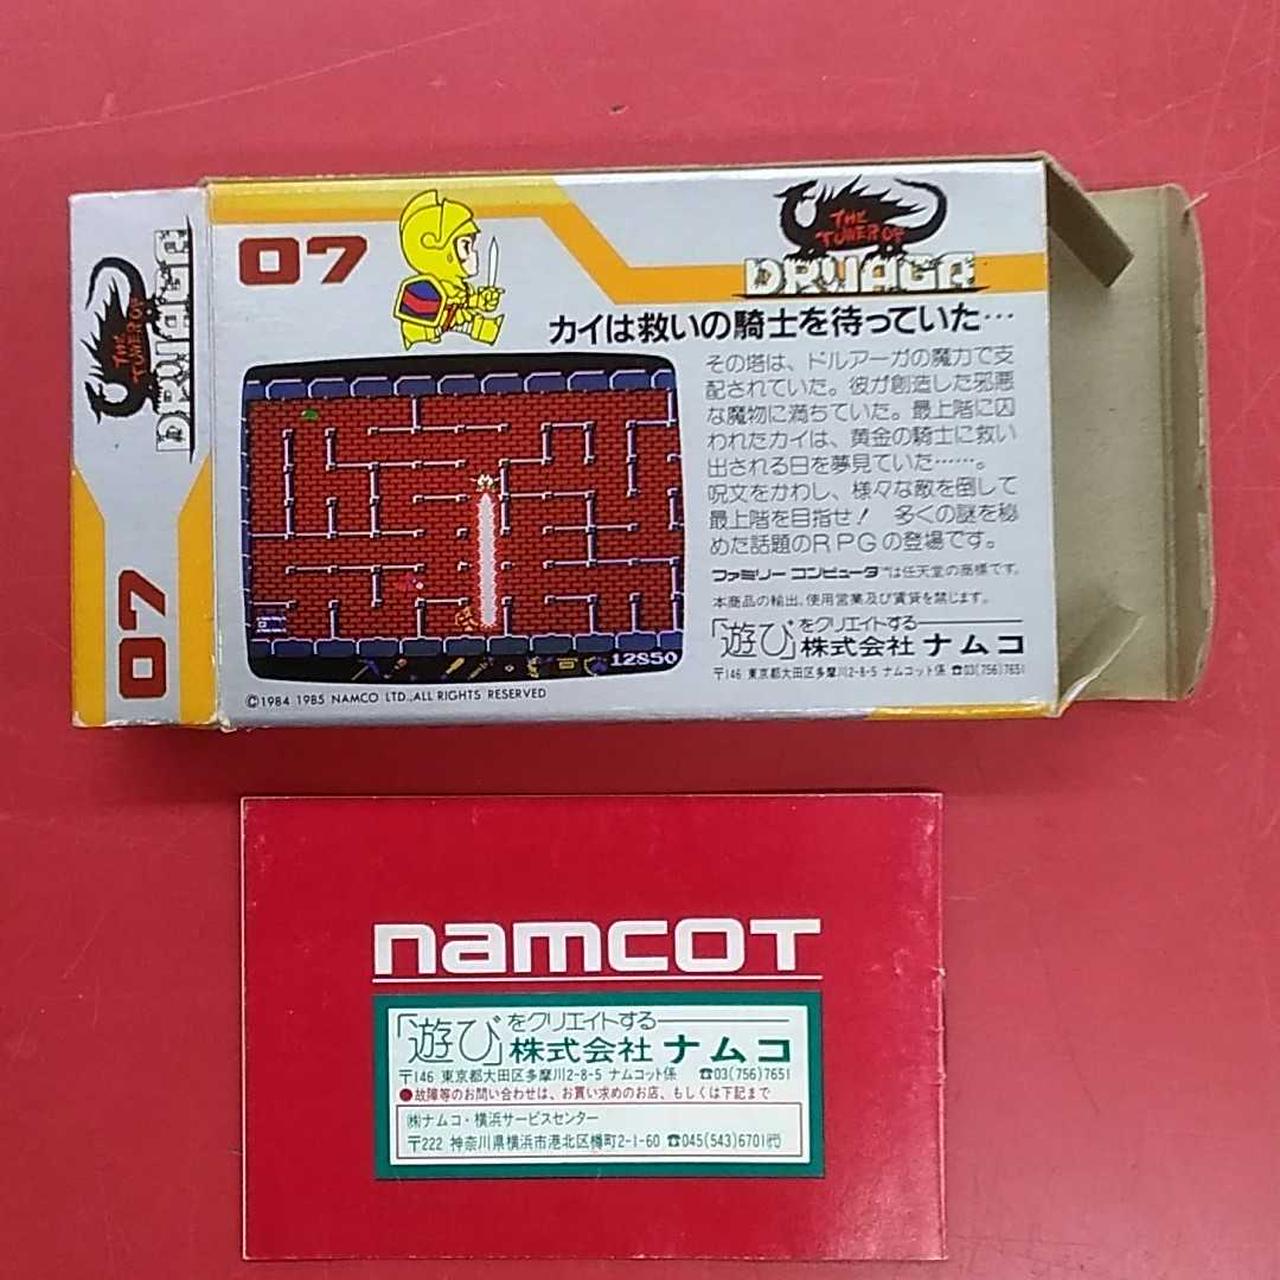 THE
TOWER OF
DRUAGA
07
07
THE
TOWER OF
DRUAGA
カイは救いの騎士を待っていた…
その塔は、ドルアーガの魔力で支
配されていた。彼が創造した邪悪
な魔物に満ちていた。最上階に囚
われたカイは、黄金の騎士に救い
出される日を夢見ていた……。
呪文をかわし、様々な敵を倒して
最上階を目指せ! 多くの謎を秘
めた話題のRPGの登場です。
ファミリーコンピュータ™は任天堂の商標です。
本商品の輸出、使用営業及び賃貸を禁じます。
「遊び」をクリエイトする
株式会社ナムコ
〒146 東京都大田区多摩川2-8-5 ナムコット係 ☎03(756)7651
12850
©1984 1985 NAMCO LTD.,ALL RIGHTS RESERVED
namcoT
「遊び」をクリエイトする
株式会社ナムコ
〒146 東京都大田区多摩川2-8-5 ナムコット係 ☎03(756)7651
●故障等のお問い合わせは、お買い求めのお店、もしくは下記まで
㈱ナムコ・横浜サービスセンター
〒222 神奈川県横浜市港北区樽町2-1-60 ☎045(543)6701㈹